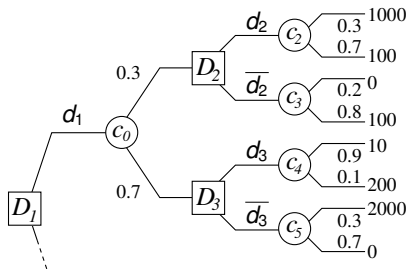 d₂ c₂ 1000
0.3
0.7
100
0.3 D₂
d̅₂ c₃ 0
0.2
0.8
100
d₁ c₀
d₃ c₄ 10
0.9
0.1
200
0.7 D₃
D₁
d̅₃ c₅ 2000
0.3
0.7
0